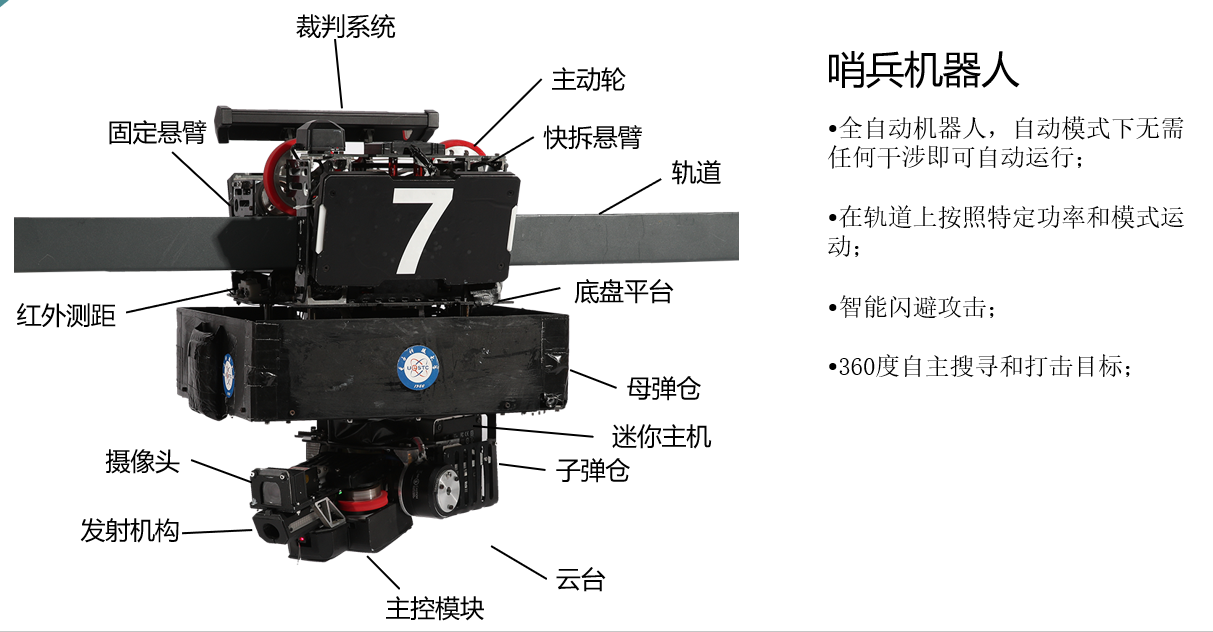 裁判系统
主动轮
固定悬臂
快拆悬臂
轨道
7
红外测距
底盘平台
母弹仓
迷你主机
摄像头
子弹仓
发射机构
云台
主控模块
哨兵机器人
•全自动机器人，自动模式下无需
任何干涉即可自动运行；
•在轨道上按照特定功率和模式运
动；
•智能闪避攻击；
•360度自主搜寻和打击目标；